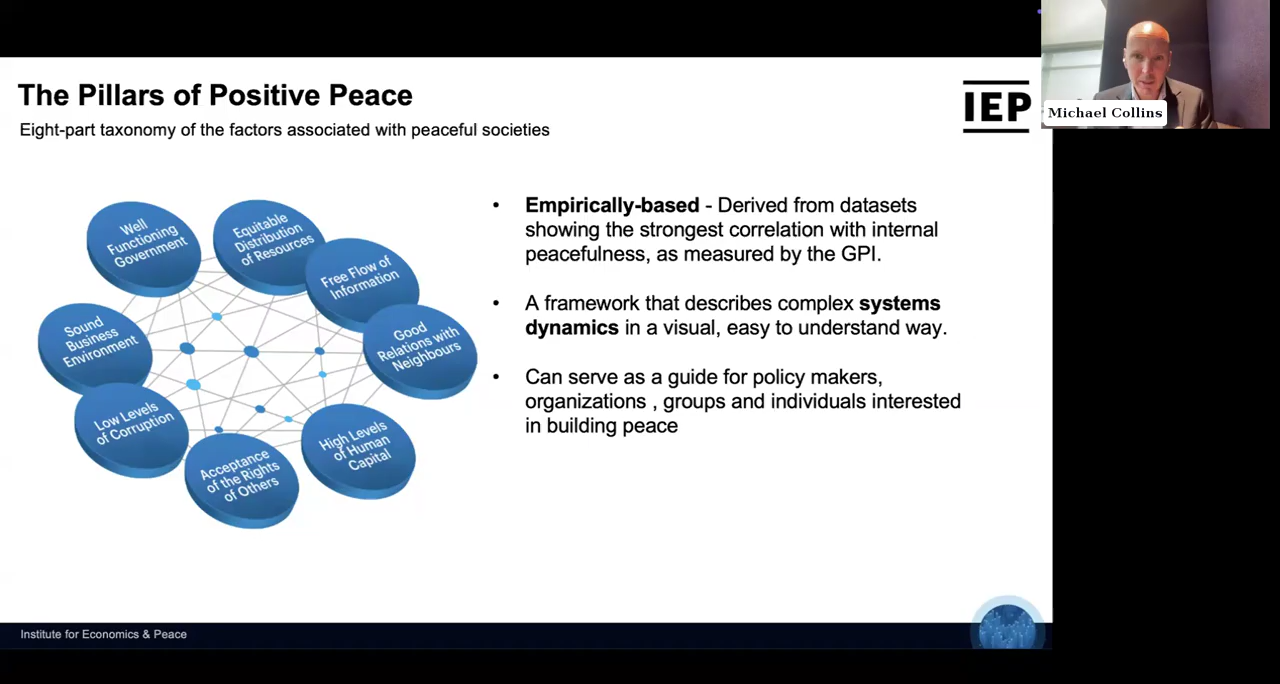 The Pillars of Positive Peace
Eight-part taxonomy of the factors associated with peaceful societies
IEP
Michael Collins
Well
Functioning
Government
Equitable
Distribution
of Resources
Free Flow of
Information
Good
Relations with
Neighbours
High Levels
of Human
Capital
Acceptance
of the Rights
of Others
Low Levels
of Corruption
Sound
Business
Environment
• Empirically-based - Derived from datasets
showing the strongest correlation with internal
peacefulness, as measured by the GPI.
• A framework that describes complex systems
dynamics in a visual, easy to understand way.
• Can serve as a guide for policy makers,
organizations , groups and individuals interested
in building peace
Institute for Economics & Peace